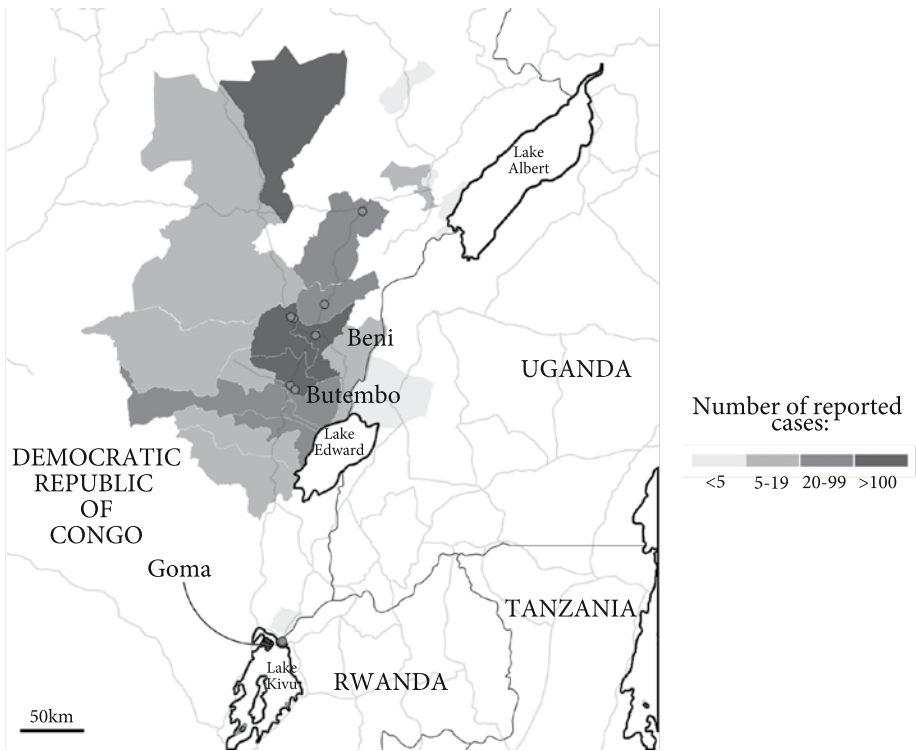 Lake
Albert
Beni
UGANDA
Butembo
Number of reported
cases:
Lake
Edward
DEMOCRATIC
REPUBLIC
OF
CONGO
<5 5-19 20-99 >100
Goma
TANZANIA
Lake
Kivu
RWANDA
50km